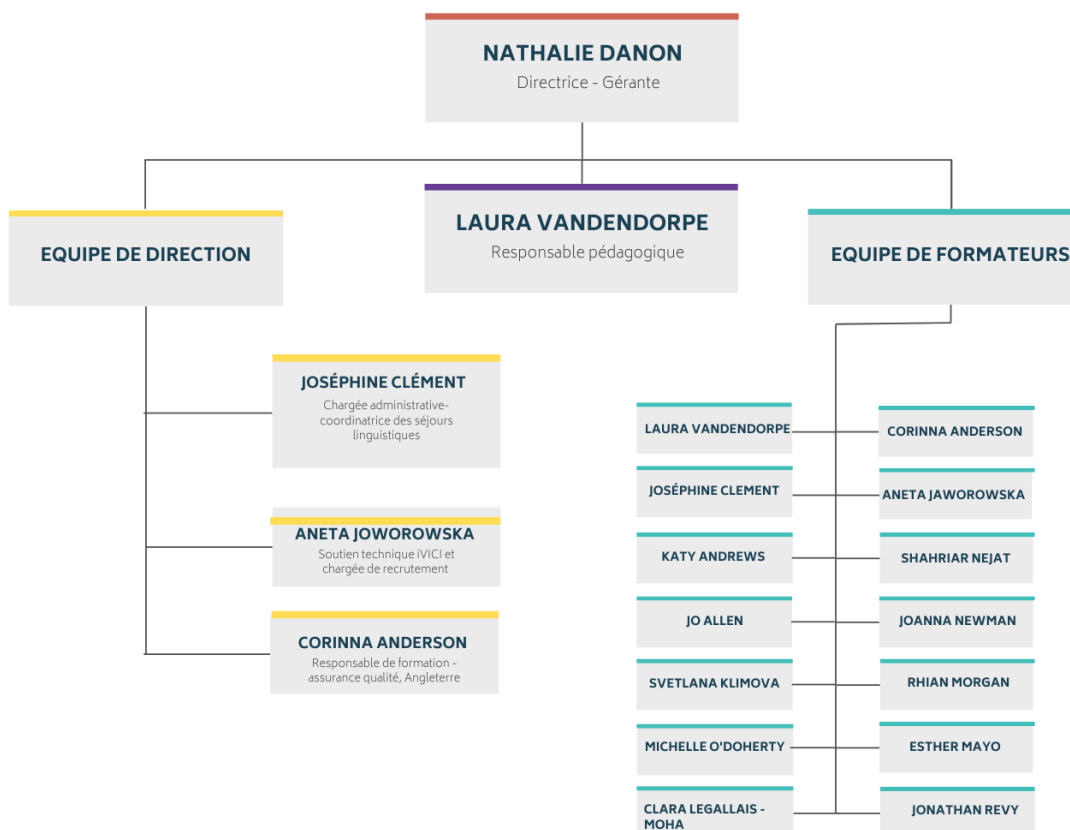 NATHALIE DANON
Directrice - Gérante
EQUIPE DE DIRECTION
LAURA VANDENDORPE
Responsable pédagogique
EQUIPE DE FORMATEURS
JOSÉPHINE CLÉMENT
Chargée administrative-
coordinatrice des séjours
linguistiques
ANETA JOWOROWSKA
Soutien technique iVICI et
chargée de recrutement
CORINNA ANDERSON
Responsable de formation -
assurance qualité, Angleterre
LAURA VANDENDORPE
CORINNA ANDERSON
JOSÉPHINE CLEMENT
ANETA JAWOROWSKA
KATY ANDREWS
SHAHRIAR NEJAT
JO ALLEN
JOANNA NEWMAN
SVETLANA KLIMOVA
RHIAN MORGAN
MICHELLE O'DOHERTY
ESTHER MAYO
CLARA LEGALLAIS -
MOHA
JONATHAN REVY